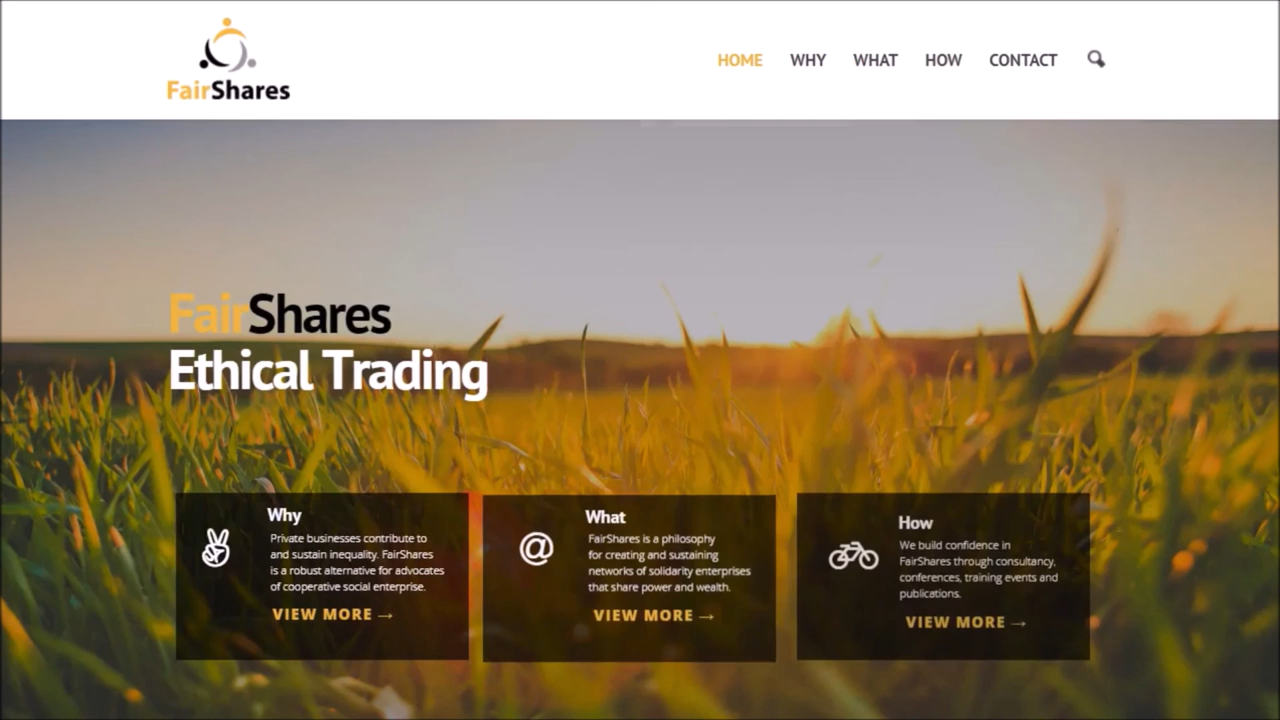 FairShares
HOME WHY WHAT HOW CONTACT
FairShares
Ethical Trading
Why
Private businesses contribute to
and sustain inequality. FairShares
is a robust alternative for advocates
of cooperative social enterprise.
VIEW MORE →
@
What
FairShares is a philosophy
for creating and sustaining
networks of solidarity enterprises
that share power and wealth.
VIEW MORE →
How
We build confidence in
FairShares through consultancy,
conferences, training events and
publications.
VIEW MORE →